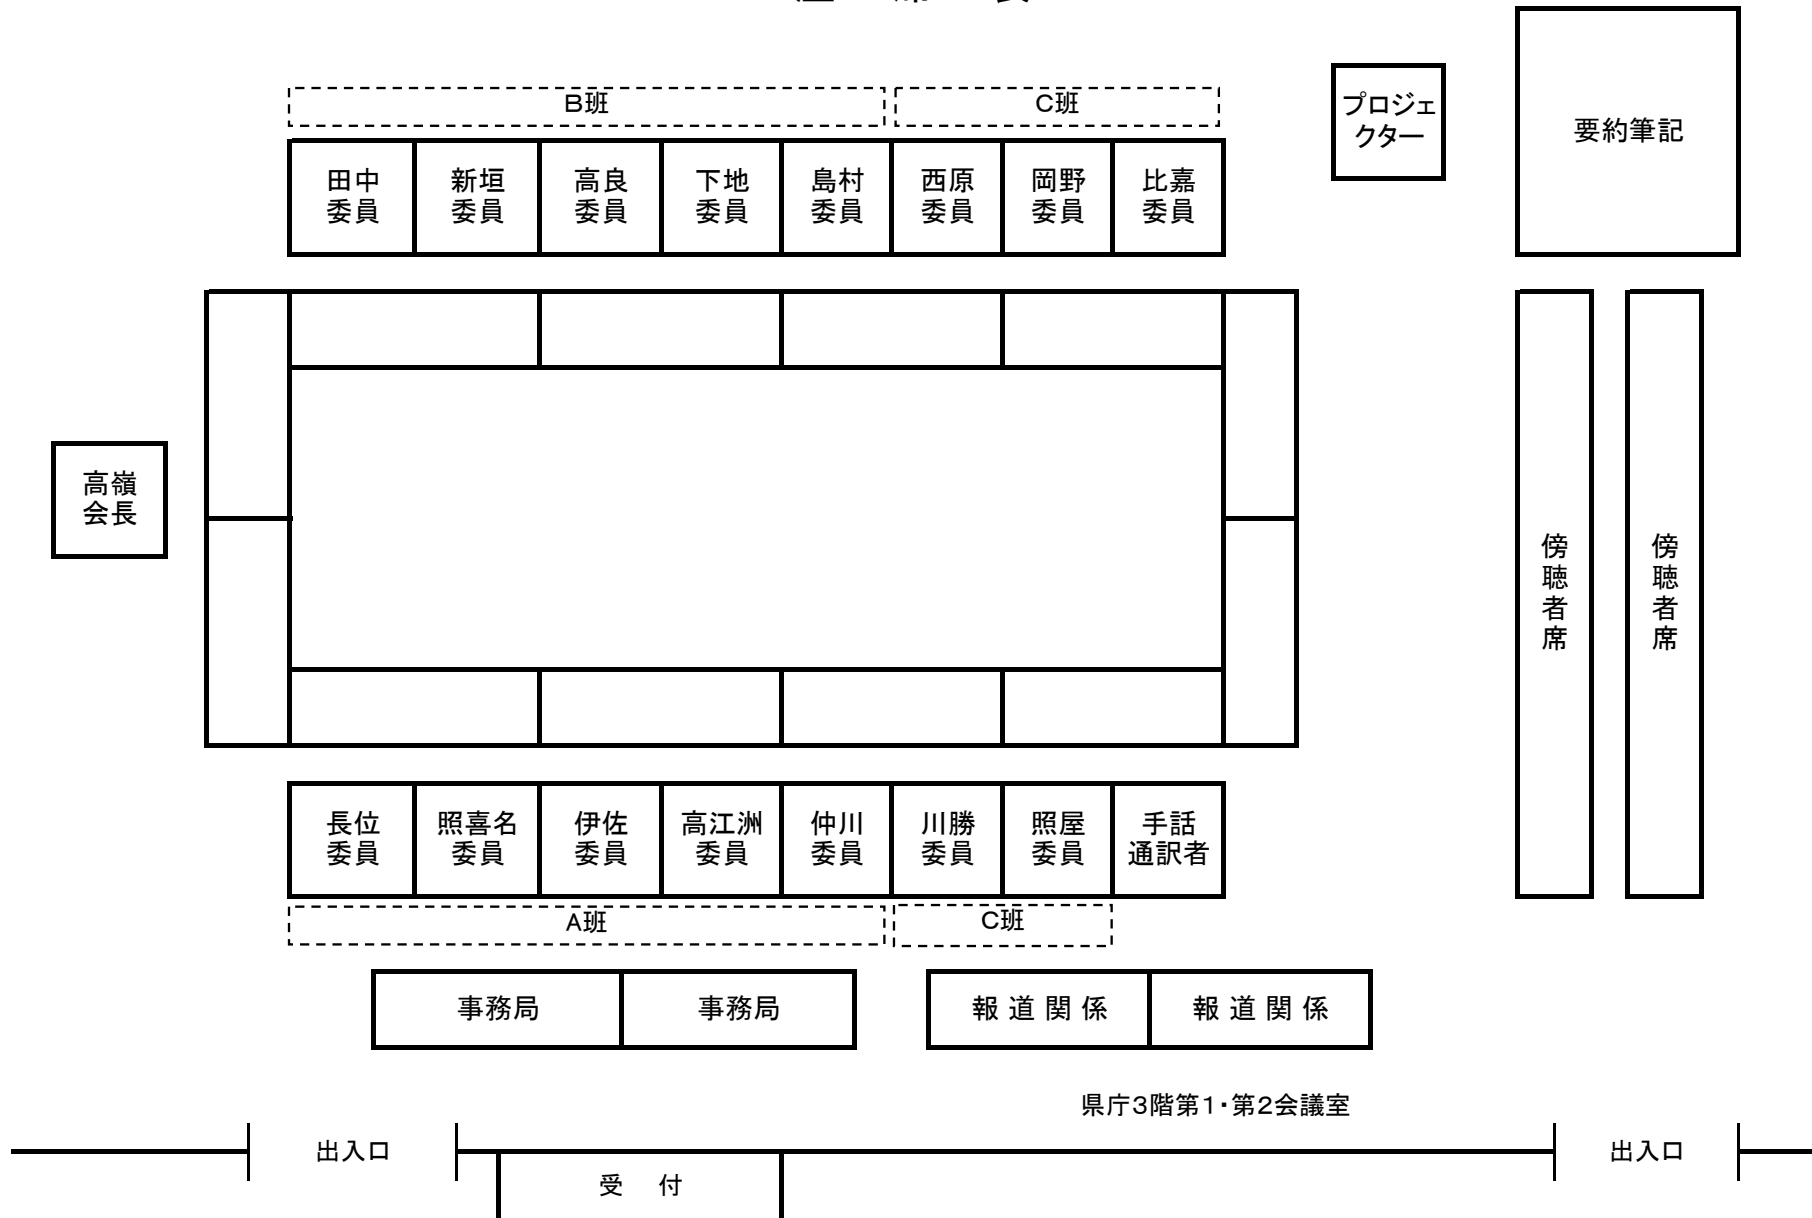 B班
C班
プロジェ
クター
要約筆記
田中
委員
新垣
委員
高良
委員
下地
委員
島村
委員
西原
委員
岡野
委員
比嘉
委員
高嶺
会長
傍聴者席
傍聴者席
長位
委員
照喜名
委員
伊佐
委員
高江洲
委員
仲川
委員
川勝
委員
照屋
委員
手話
通訳者
A班
C班
事務局
事務局
報道関係
報道関係
県庁3階第1・第2会議室
出入口
出入口
受　付